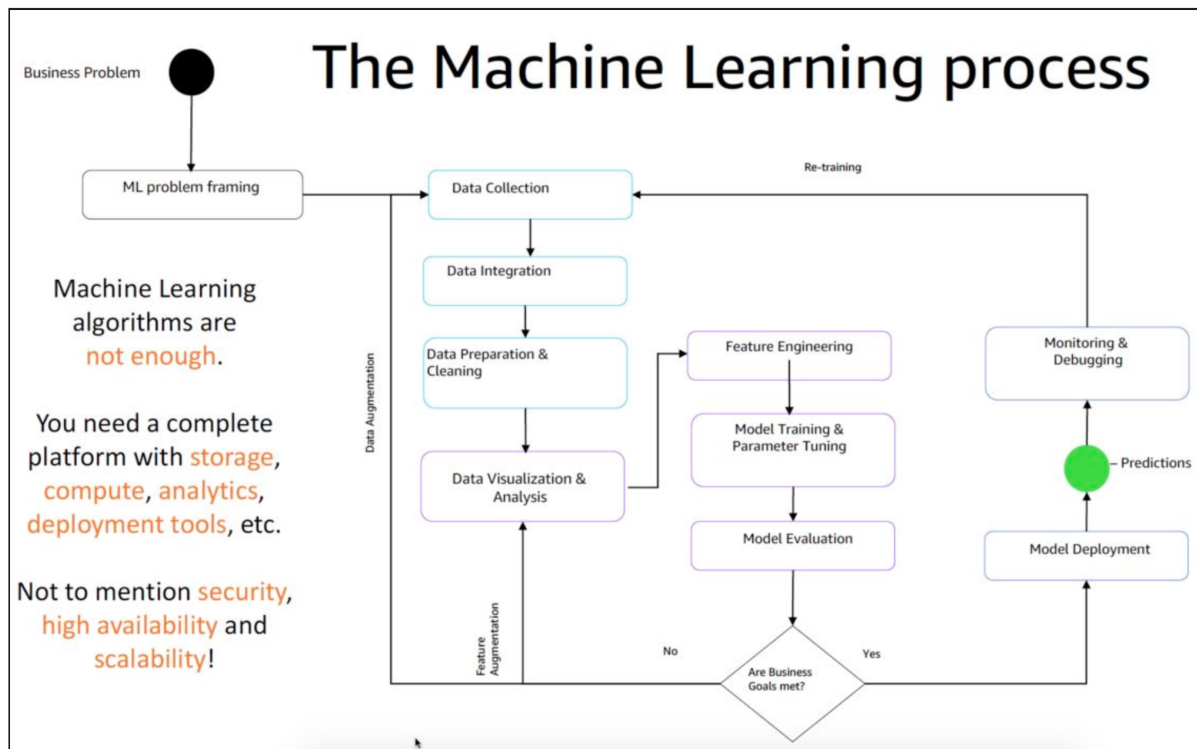 The Machine Learning process
Business Problem
ML problem framing
Data Collection
Re-training
Data Integration
Data Preparation &
Cleaning
Data Visualization &
Analysis
Feature Engineering
Model Training &
Parameter Tuning
Model Evaluation
Are Business
Goals met?
No
Yes
Data Augmentation
Feature
Augmentation
Model Deployment
– Predictions
Monitoring &
Debugging
Machine Learning
algorithms are
not enough.
You need a complete
platform with storage,
compute, analytics,
deployment tools, etc.
Not to mention security,
high availability and
scalability!